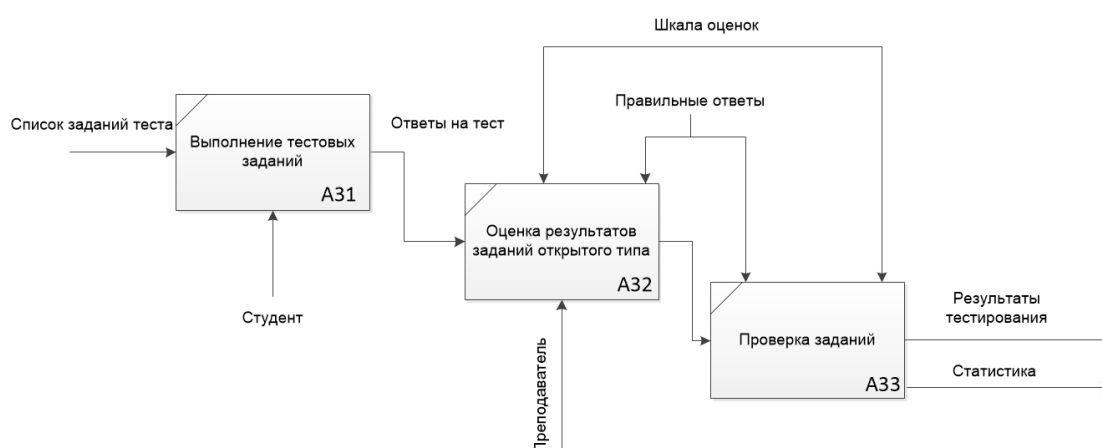 Шкала оценок
Правильные ответы
Список заданий теста
Выполнение тестовых
заданий
A31
Ответы на тест
Студент
Оценка результатов
заданий открытого типа
A32
Преподаватель
Проверка заданий
A33
Результаты
тестирования
Статистика